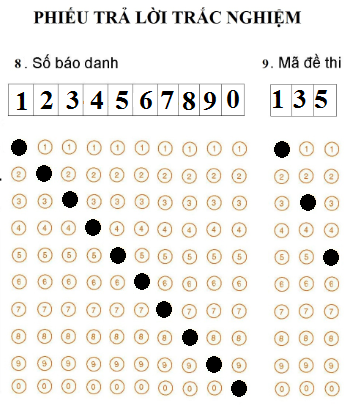 PHIẾU TRẢ LỜI TRẮC NGHIỆM
8 . Số báo danh 9 . Mã đề thi
1 2 3 4 5 6 7 8 9 0 1 3 5
1 1 1 1 1 1 1 1 1 1 1
2 2 2 2 2 2 2 2 2 2 2 2
3 3 3 3 3 3 3 3 3 3 3
4 4 4 4 4 4 4 4 4 4 4 4
5 5 5 5 5 5 5 5 5 5 5
6 6 6 6 6 6 6 6 6 6 6 6
7 7 7 7 7 7 7 7 7 7 7 7
8 8 8 8 8 8 8 8 8 8 8 8
9 9 9 9 9 9 9 9 9 9 9 9
0 0 0 0 0 0 0 0 0 0 0 0